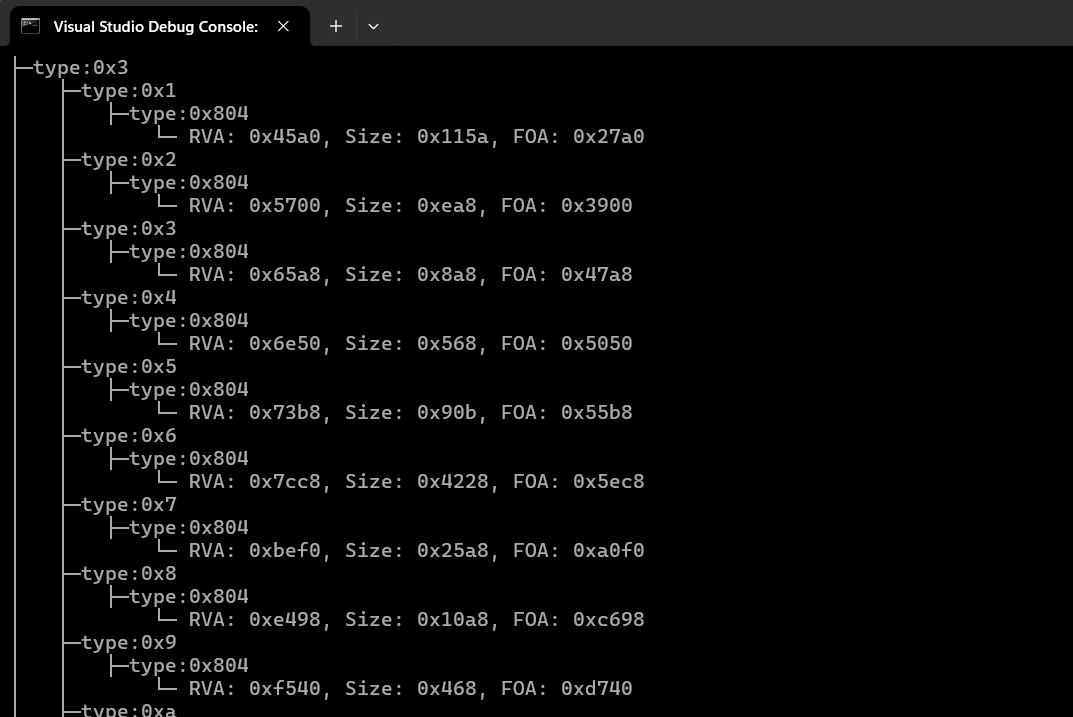 Visual Studio Debug Console:
type:0x3
type:0x1
type:0x804
RVA: 0x45a0, Size: 0x115a, FOA: 0x27a0
type:0x2
type:0x804
RVA: 0x5700, Size: 0xea8, FOA: 0x3900
type:0x3
type:0x804
RVA: 0x65a8, Size: 0x8a8, FOA: 0x47a8
type:0x4
type:0x804
RVA: 0x6e50, Size: 0x568, FOA: 0x5050
type:0x5
type:0x804
RVA: 0x73b8, Size: 0x90b, FOA: 0x55b8
type:0x6
type:0x804
RVA: 0x7cc8, Size: 0x4228, FOA: 0x5ec8
type:0x7
type:0x804
RVA: 0xbef0, Size: 0x25a8, FOA: 0xa0f0
type:0x8
type:0x804
RVA: 0xe498, Size: 0x10a8, FOA: 0xc698
type:0x9
type:0x804
RVA: 0xf540, Size: 0x468, FOA: 0xd740
type:0xa